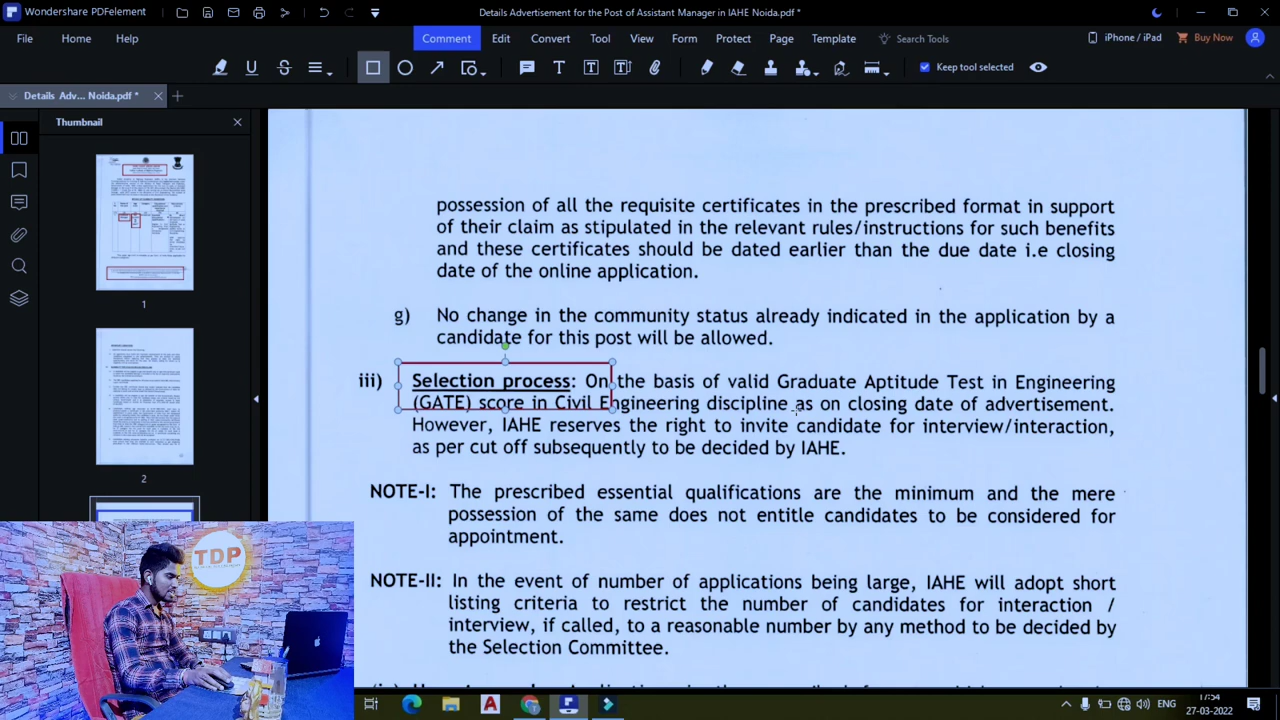 Wondershare PDFelement
Details Advertisement for the Post of Assistant Manager in IAHE Noida.pdf *
File Home Help Comment Edit Convert Tool View Form Protect Page Template Search Tools iPhone / iPad Buy Now
Keep tool selected
Details Adv... Noida.pdf *
Thumbnail
1
2
possession of all the requisite certificates in the prescribed format in support
of their claim as stipulated in the relevant rules/instructions for such benefits
and these certificates should be dated earlier than the due date i.e closing
date of the online application.
g) No change in the community status already indicated in the application by a
candidate for this post will be allowed.
iii) Selection process: On the basis of valid Graduate Aptitude Test in Engineering
(GATE) score in Civil Engineering discipline as on closing date of advertisement.
However, IAHE reserves the right to invite candidate for interview/interaction,
as per cut off subsequently to be decided by IAHE.
NOTE-I: The prescribed essential qualifications are the minimum and the mere
possession of the same does not entitle candidates to be considered for
appointment.
NOTE-II: In the event of number of applications being large, IAHE will adopt short
listing criteria to restrict the number of candidates for interaction /
interview, if called, to a reasonable number by any method to be decided by
the Selection Committee.
TDP
ENG
17:54
27-03-2022